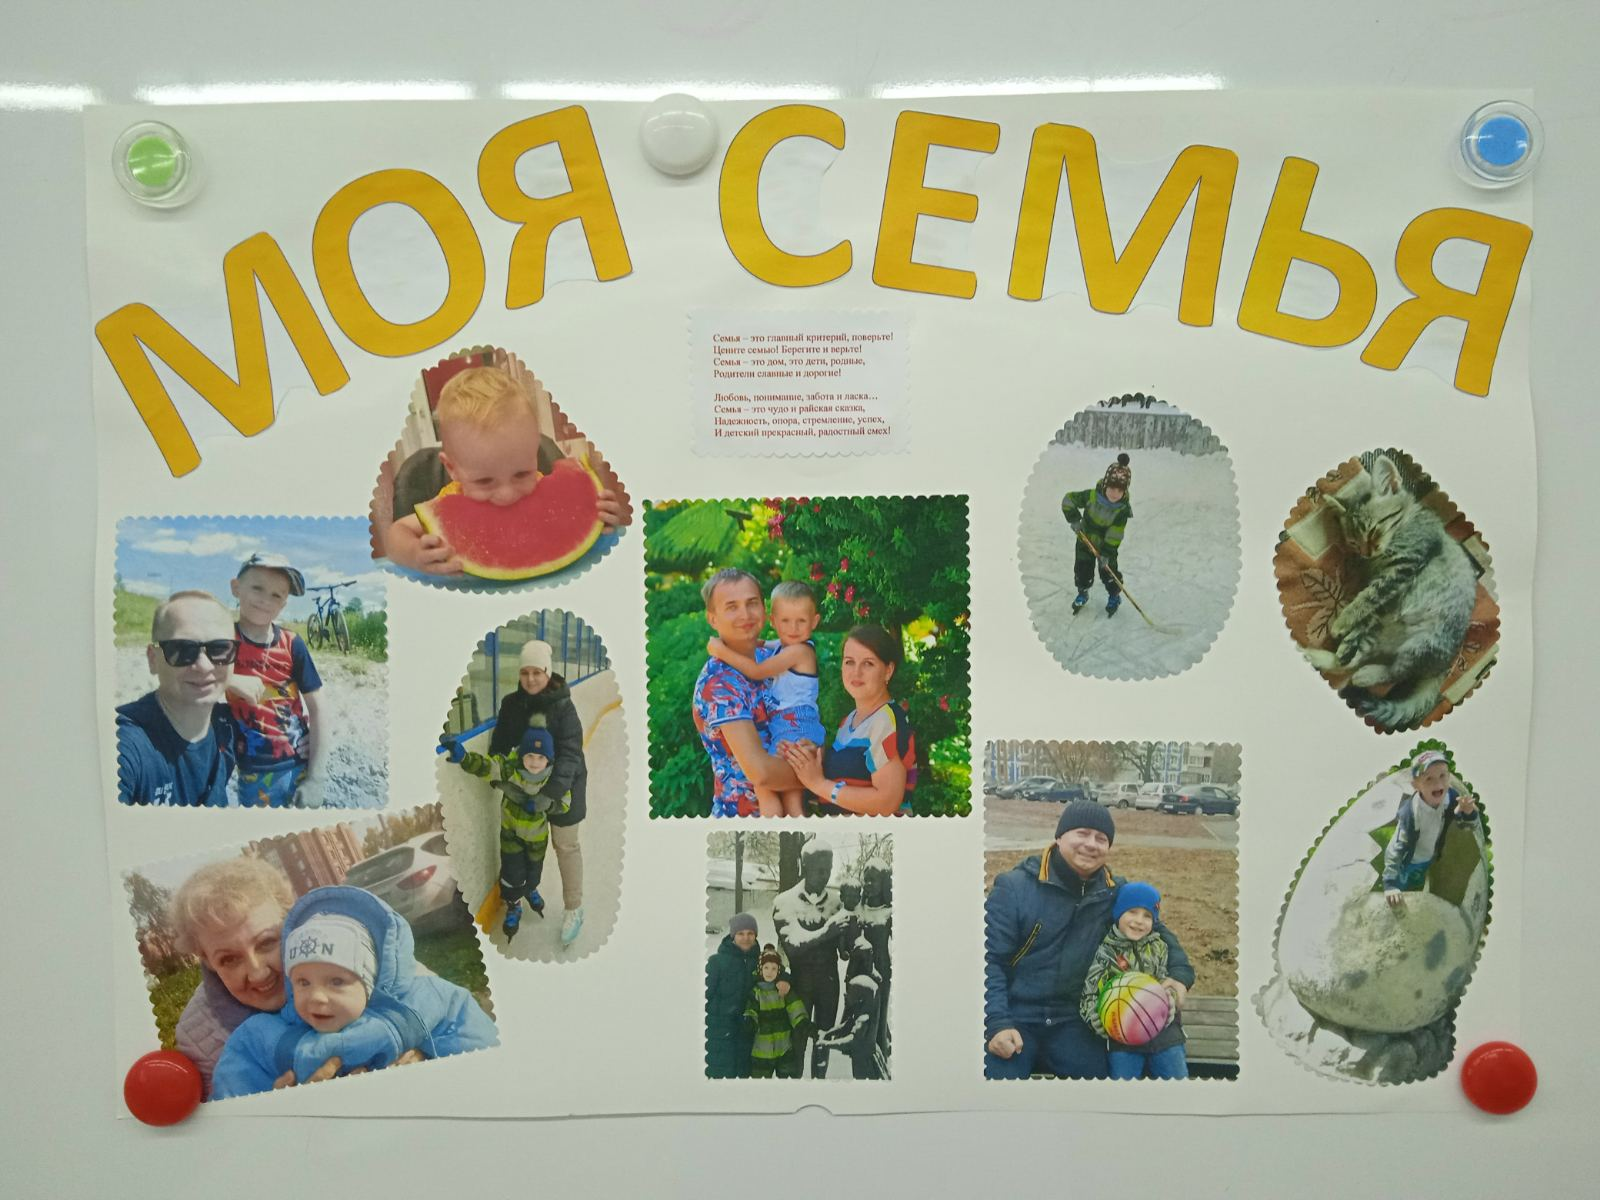 МОЯ СЕМЬЯ
Семья – это главный критерий, поверьте!
Цените семью! Берегите и верьте!
Семья – это дом, это дети, родные,
Родители славные и дорогие!
Любовь, понимание, забота и ласка…
Семья – это чудо и райская сказка,
Надежность, опора, стремление, успех,
И детский прекрасный, радостный смех!